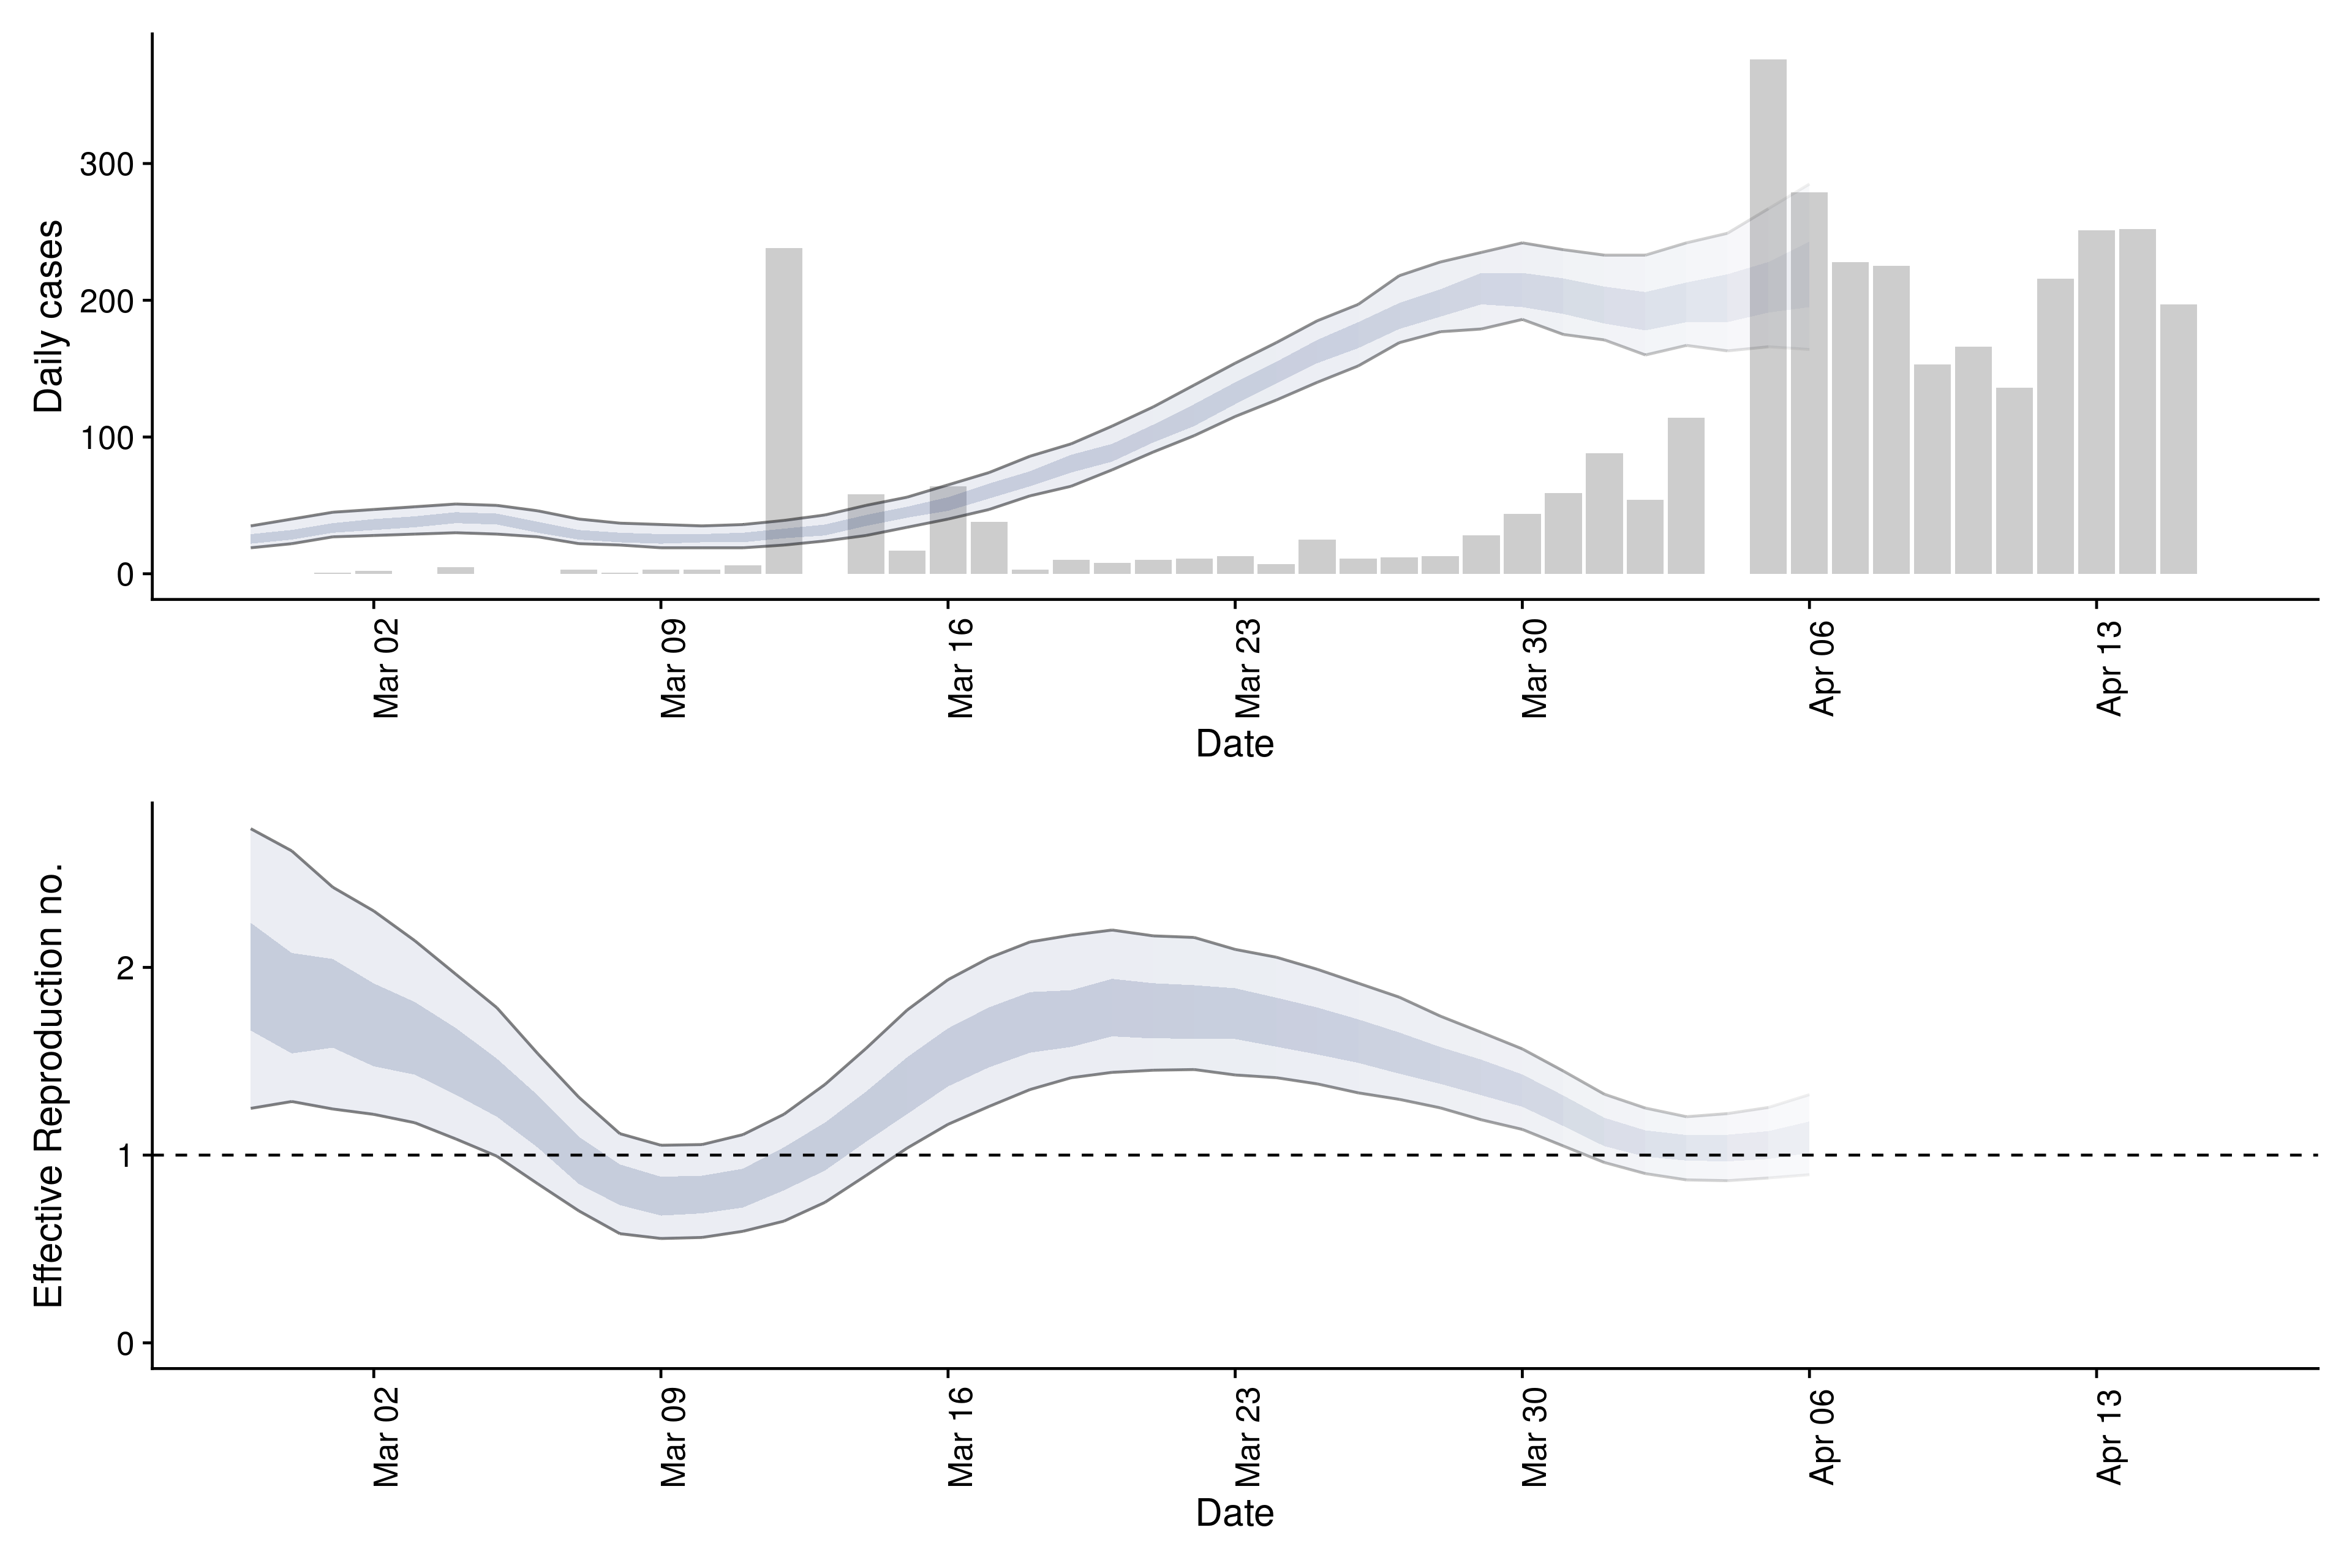 Daily cases
300
200
100
0
Mar 02
Mar 09
Mar 16
Mar 23
Mar 30
Apr 06
Apr 13
Date
Effective Reproduction no.
2
1
0
Mar 02
Mar 09
Mar 16
Mar 23
Mar 30
Apr 06
Apr 13
Date